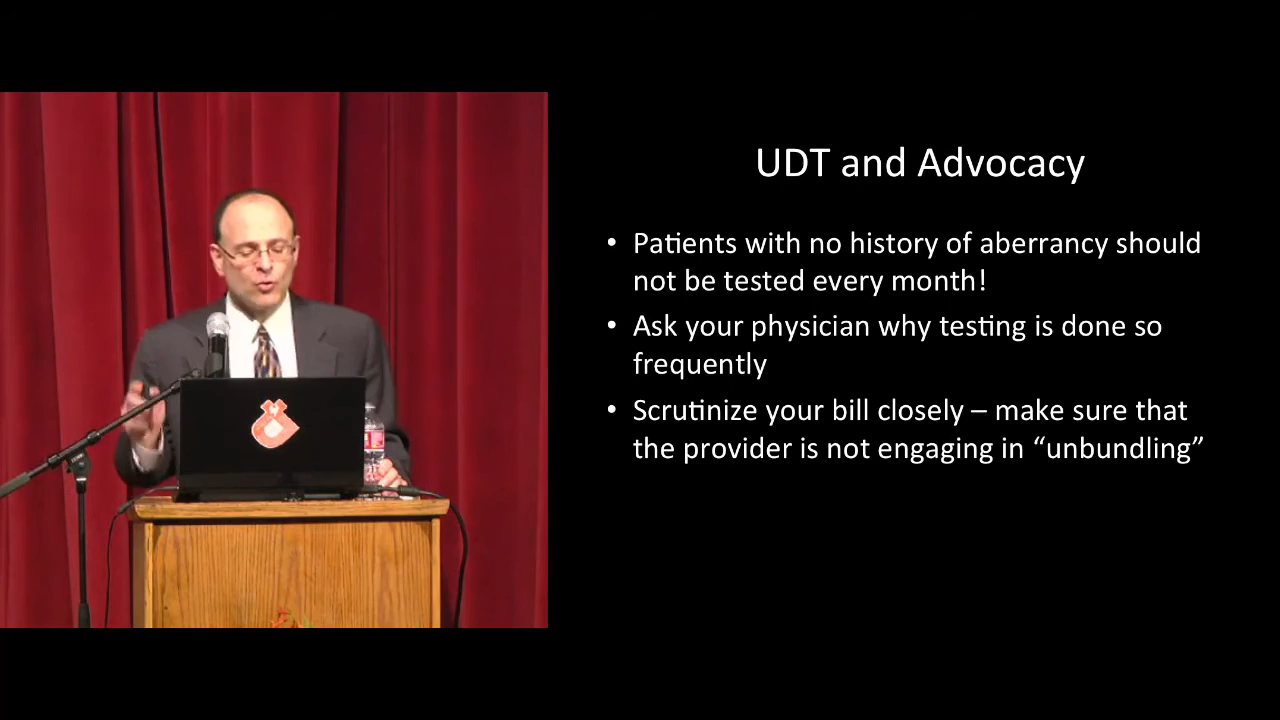 UDT and Advocacy
• Patients with no history of aberrancy should
not be tested every month!
• Ask your physician why testing is done so
frequently
• Scrutinize your bill closely – make sure that
the provider is not engaging in “unbundling”